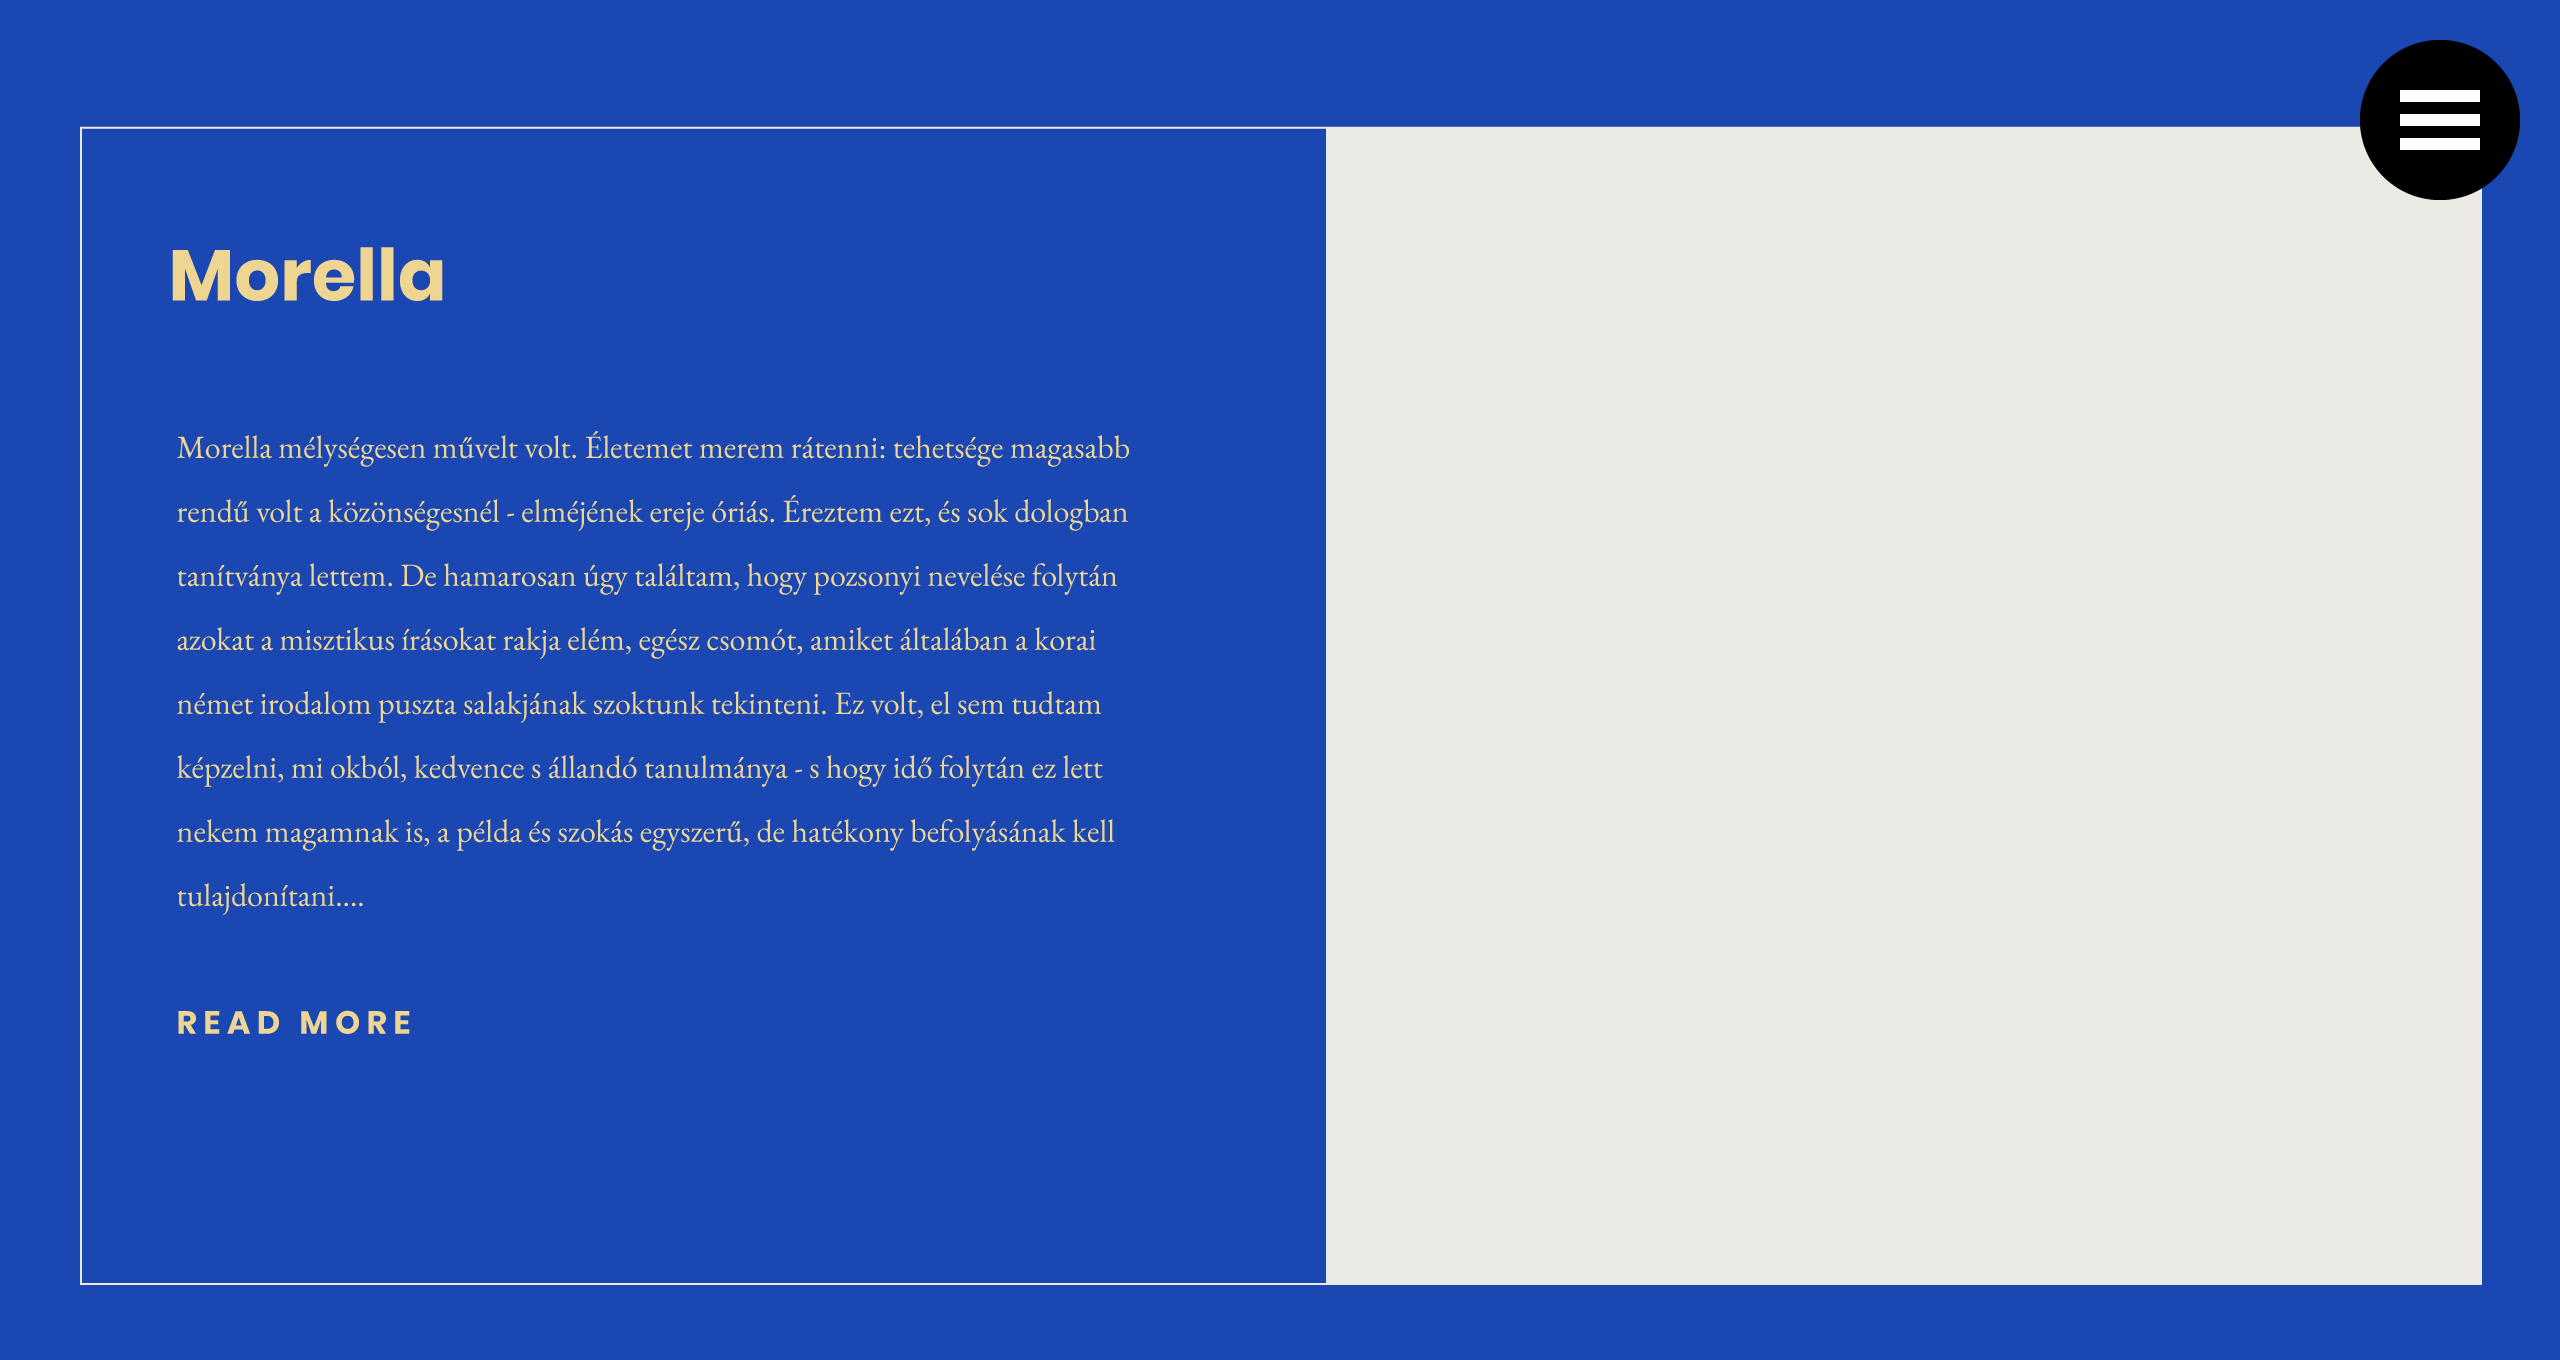 Morella
Morella mélységesen művelt volt. Életemet merem rátenni: tehetsége magasabb
rendű volt a közönségesnél - elméjének ereje óriás. Éreztem ezt, és sok dologban
tanítványa lettem. De hamarosan úgy találtam, hogy pozsonyi nevelése folytán
azokat a misztikus írásokat rakja elém, egész csomót, amiket általában a korai
német irodalom puszta salakjának szoktunk tekinteni. Ez volt, el sem tudtam
képzelni, mi okból, kedvence s állandó tanulmánya - s hogy idő folytán ez lett
nekem magamnak is, a példa és szokás egyszerű, de hatékony befolyásának kell
tulajdonítani....
READ MORE